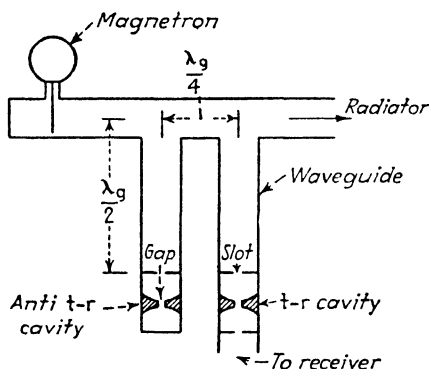 Magnetron
λg
4
Radiator
λg
2
Waveguide
Gap
Slot
Anti t-r
cavity
t-r cavity
To receiver